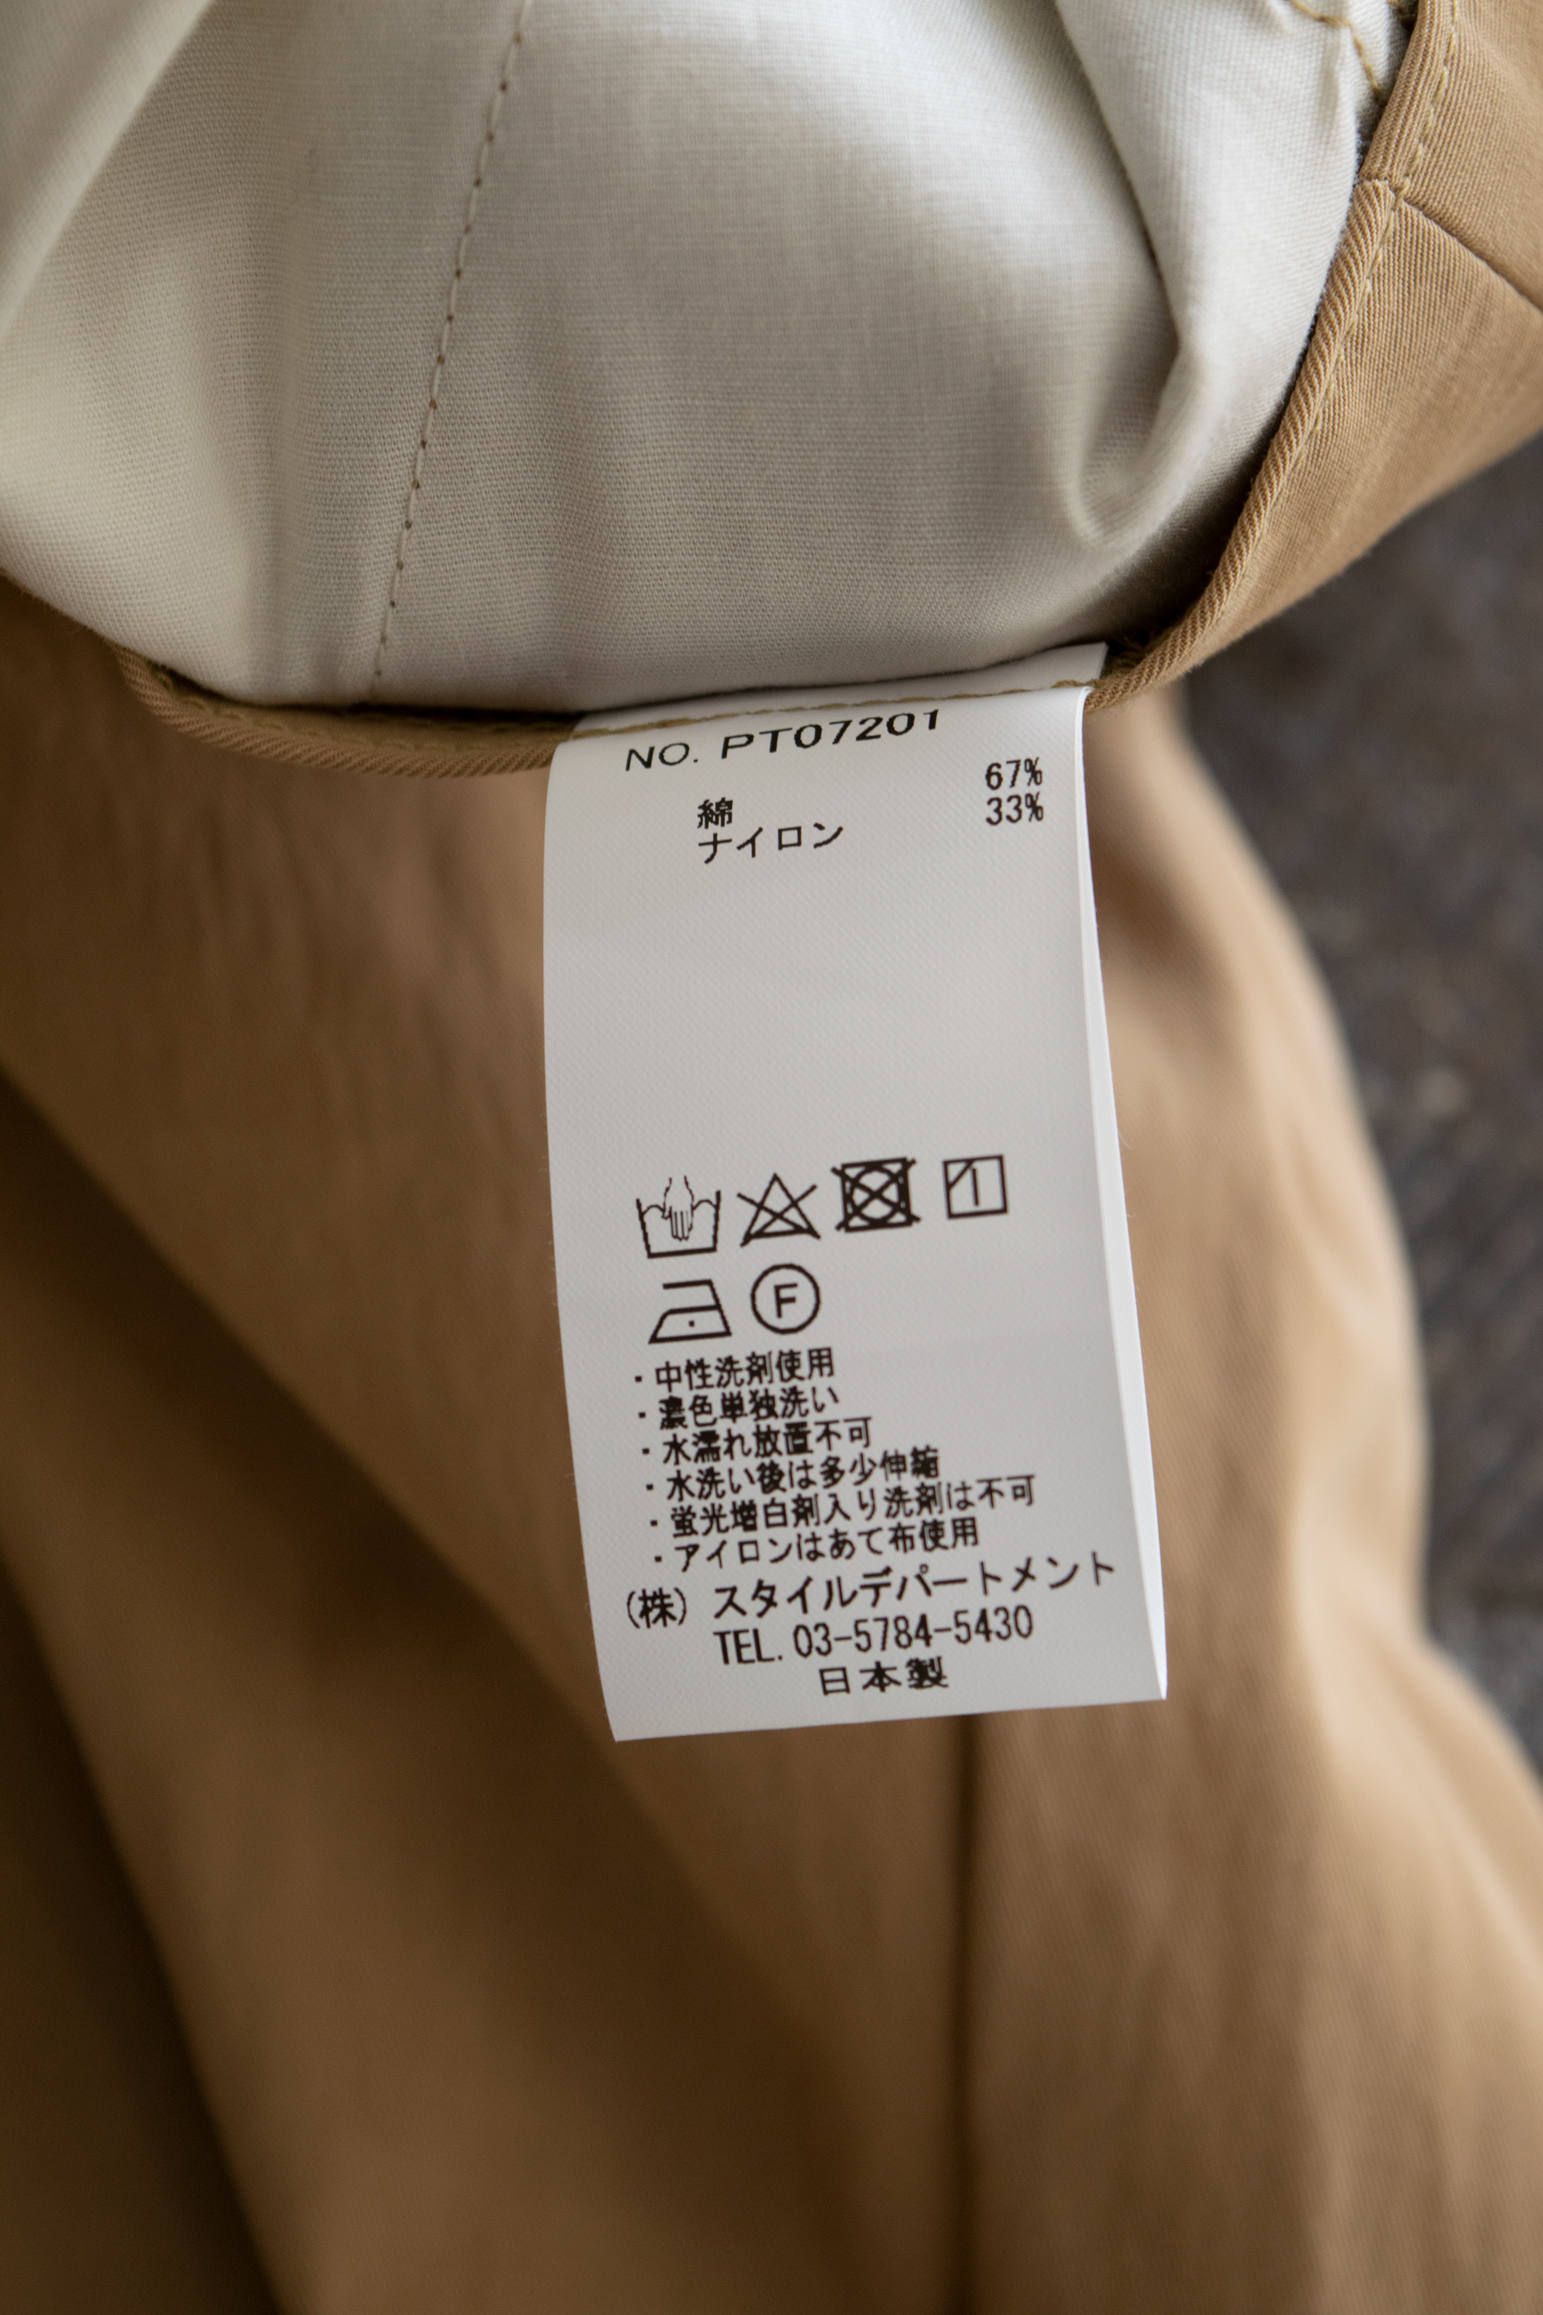 NO. PT07201
綿 67%
ナイロン 33%
F
・中性洗剤使用
・濃色単独洗い
・水濡れ放置不可
・水洗い後は多少伸縮
・蛍光増白剤入り洗剤は不可
・アイロンはあて布使用
(株) スタイルデパートメント
TEL. 03-5784-5430
日本製